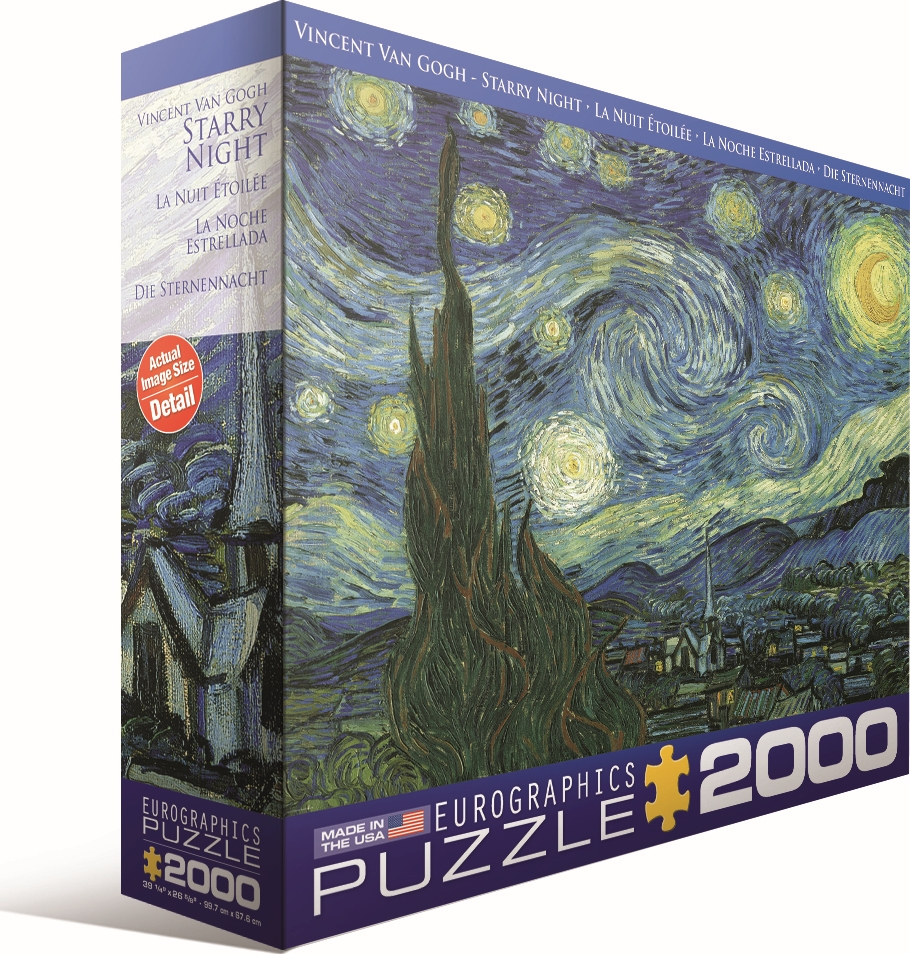 VINCENT VAN GOGH - STARRY NIGHT · LA NUIT ÉTOILÉE · LA NOCHE ESTRELLADA · DIE STERNENNACHT
VINCENT VAN GOGH
STARRY
NIGHT
LA NUIT ÉTOILÉE
LA NOCHE
ESTRELLADA
DIE STERNENNACHT
Actual
Image Size
Detail
EUROGRAPHICS
PUZZLE
2000
39 1/4" x 26 5/8" - 99.7 cm x 67.6 cm
MADE IN
THE USA
EUROGRAPHICS
PUZZLE
2000